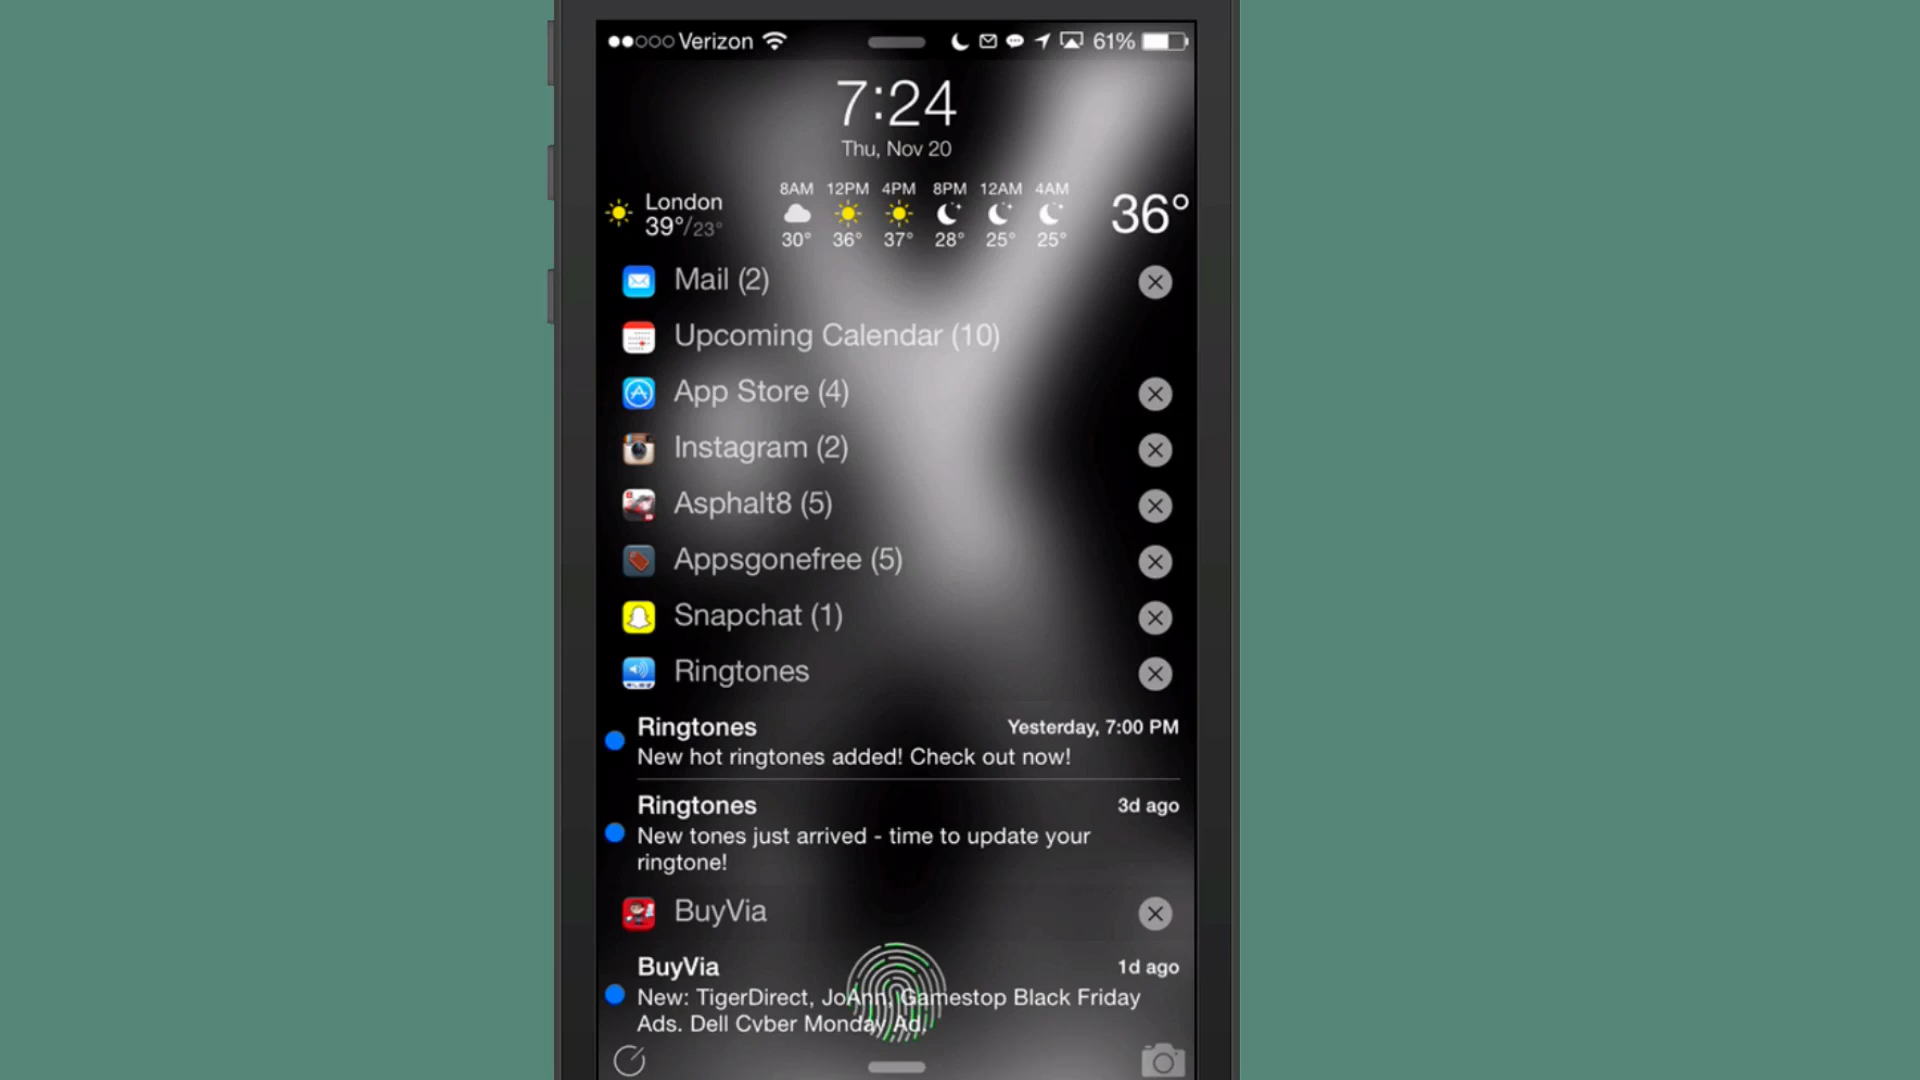 Verizon 61%
7:24
Thu, Nov 20
8AM 12PM 4PM 8PM 12AM 4AM
London
39°/23°
30° 36° 37° 28° 25° 25°
36°
Mail (2)
Upcoming Calendar (10)
App Store (4)
Instagram (2)
Asphalt8 (5)
Appsgonefree (5)
Snapchat (1)
Ringtones
Ringtones Yesterday, 7:00 PM
New hot ringtones added! Check out now!
Ringtones 3d ago
New tones just arrived - time to update your
ringtone!
BuyVia
BuyVia 1d ago
New: TigerDirect, JoAnn, Gamestop Black Friday
Ads. Dell Cyber Monday Ad.